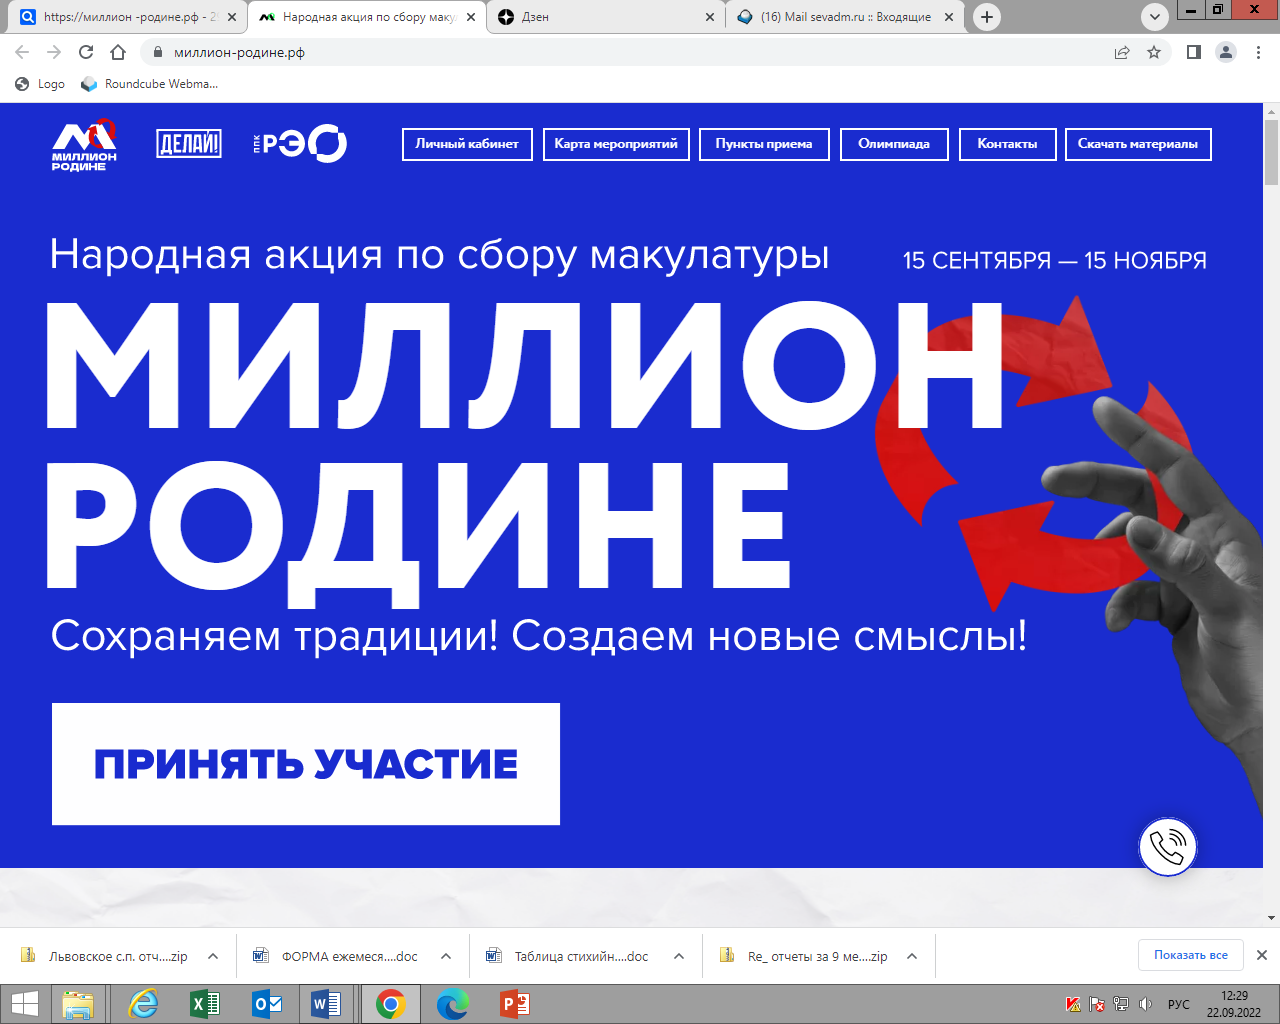 https://миллион -родине.рф - 2
Народная акция по сбору маку
Дзен
(16) Mail sevadm.ru :: Входящие
миллион-родине.рф
Logo
Roundcube Webma...
МИЛЛИОН
РОДИНЕ
ДЕЛАЙ!
ППК РЭО
Личный кабинет
Карта мероприятий
Пункты приема
Олимпиада
Контакты
Скачать материалы
Народная акция по сбору макулатуры
15 СЕНТЯБРЯ — 15 НОЯБРЯ
МИЛЛИОН
РОДИНЕ
Сохраняем традиции! Создаем новые смыслы!
ПРИНЯТЬ УЧАСТИЕ
Львовское с.п. отч....zip
ФОРМА ежемеся....doc
Таблица стихийн....doc
Re_ отчеты за 9 ме....zip
Показать все
РУС
12:29
22.09.2022